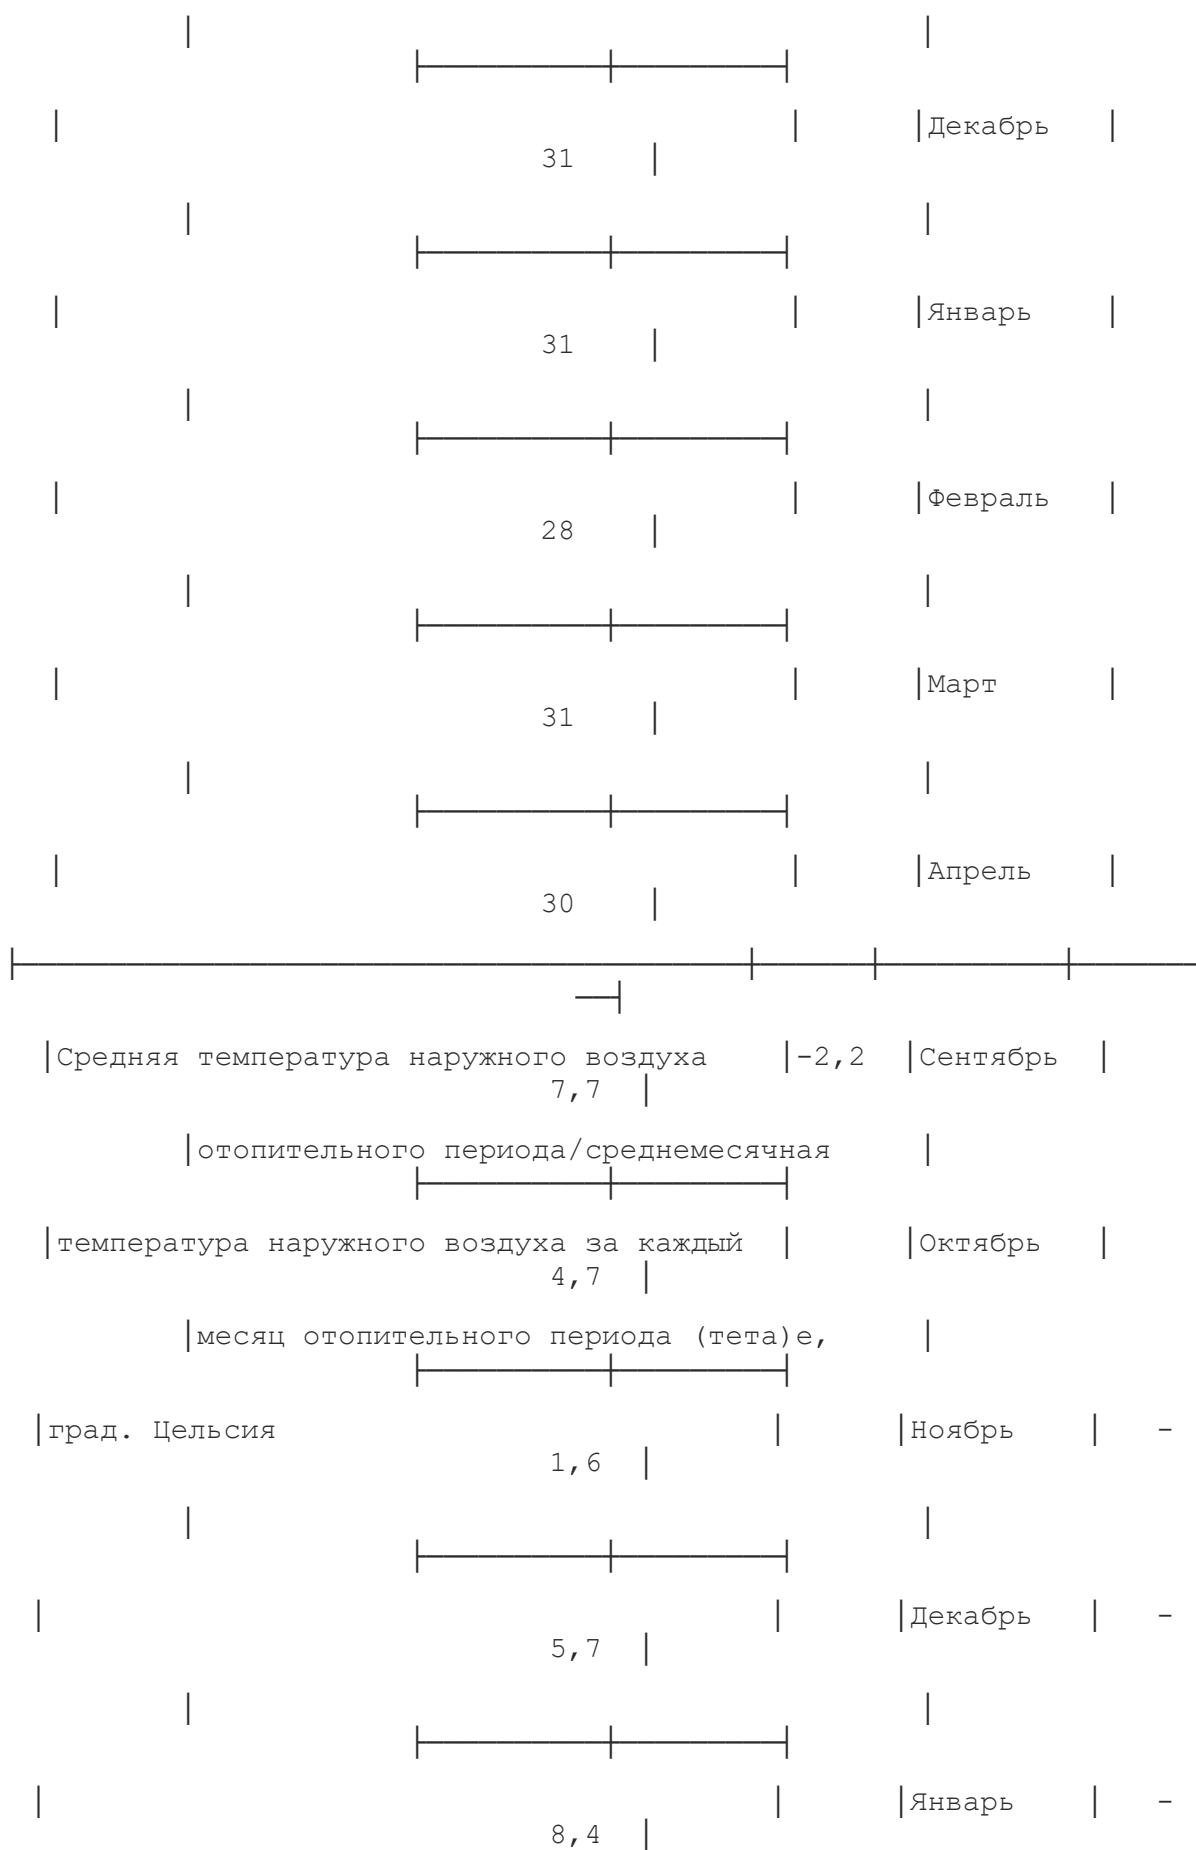 Декабрь
31
Январь
31
Февраль
28
Март
31
Апрель
30
Средняя температура наружного воздуха |-2,2 |Сентябрь |
7,7
отопительного периода/среднемесячная
температура наружного воздуха за каждый | |Октябрь |
4,7
месяц отопительного периода (тета)е,
град. Цельсия | |Ноябрь | -
1,6
Декабрь | -
5,7
Январь | -
8,4